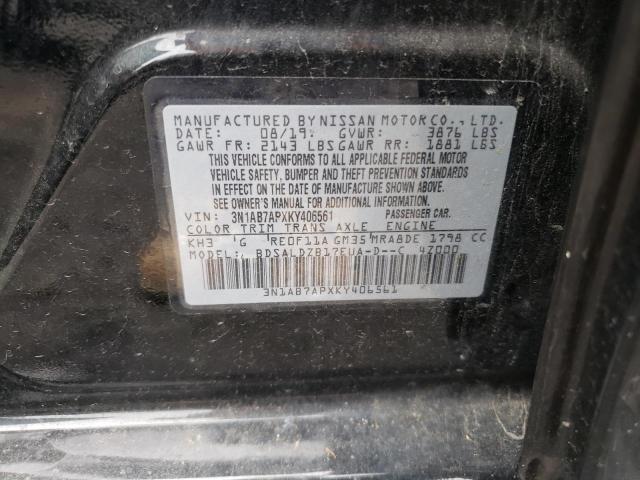 MANUFACTURED BY NISSAN MOTOR CO., LTD.
DATE: 08/19 GVWR: 3876 LBS
GAWR FR: 2143 LBS GAWR RR: 1881 LBS
THIS VEHICLE CONFORMS TO ALL APPLICABLE FEDERAL MOTOR
VEHICLE SAFETY, BUMPER AND THEFT PREVENTION STANDARDS
IN EFFECT ON THE DATE OF MANUFACTURE SHOWN ABOVE.
SEE OWNER'S MANUAL FOR ADDITIONAL INFORMATION
VIN: 3N1AB7APXKY406561 PASSENGER CAR.
COLOR TRIM TRANS AXLE ENGINE
KH3 G RE0F11A GM35 MRA8DE 1798 CC
MODEL: BDSALDZB17EUA-D--C 4Z000
3N1AB7APXKY406561